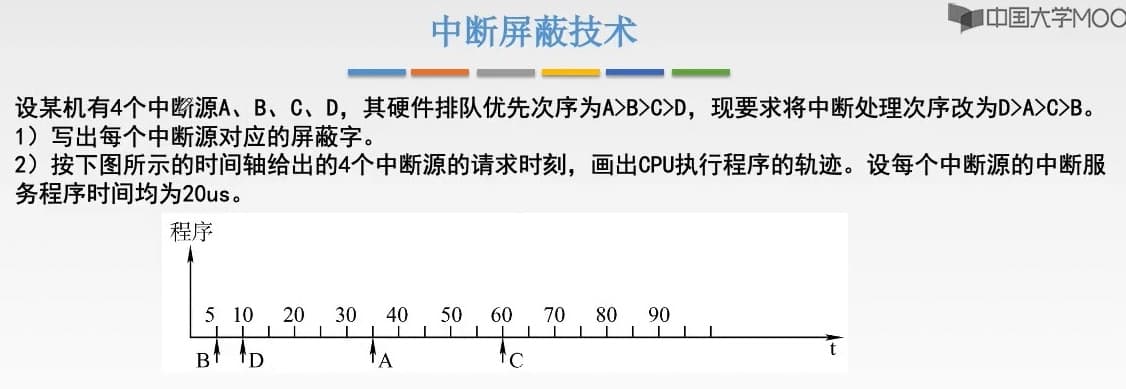 中国大学MOO
中断屏蔽技术
设某机有4个中断源A、B、C、D，其硬件排队优先次序为A>B>C>D，现要求将中断处理次序改为D>A>C>B。
1）写出每个中断源对应的屏蔽字。
2）按下图所示的时间轴给出的4个中断源的请求时刻，画出CPU执行程序的轨迹。设每个中断源的中断服
务程序时间均为20us。
程序
5 10 20 30 40 50 60 70 80 90
t
B D A C